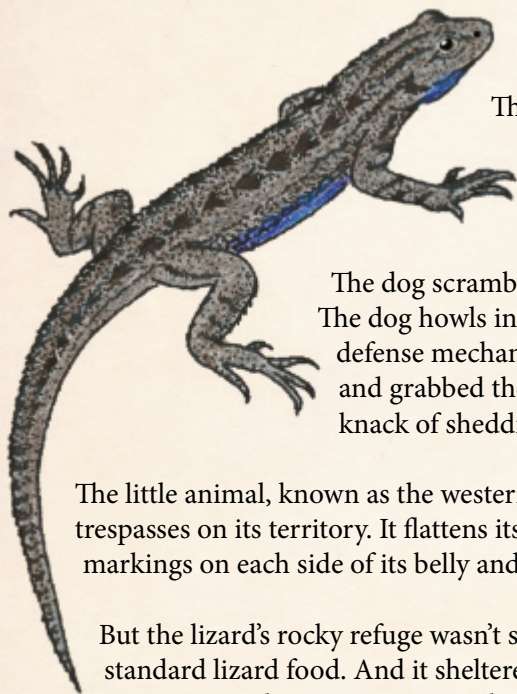 Th
The dog scramb
The dog howls in
defense mechan
and grabbed th
knack of shedd
The little animal, known as the wester
trespasses on its territory. It flattens its
markings on each side of its belly and
But the lizard’s rocky refuge wasn’t s
standard lizard food. And it sheltere